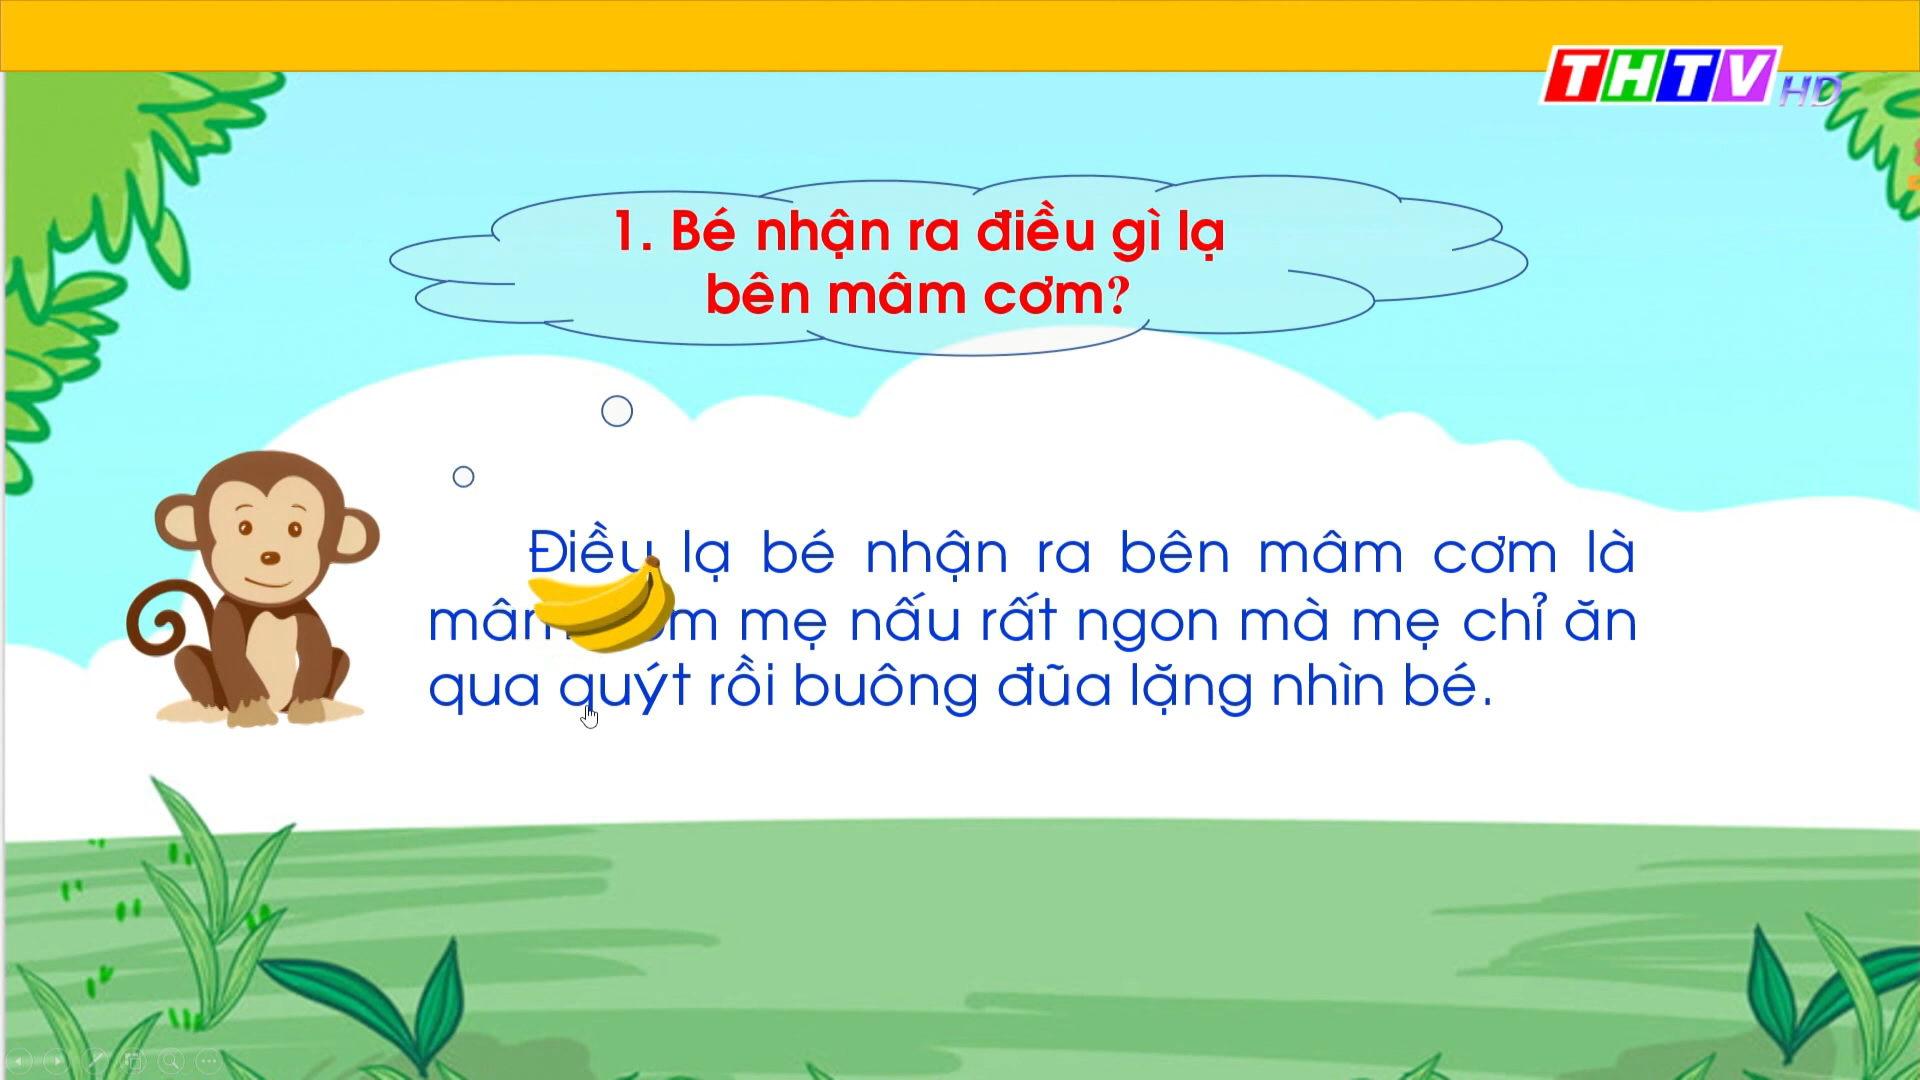 THTV HD
1. Bé nhận ra điều gì lạ
bên mâm cơm?
Điều lạ bé nhận ra bên mâm cơm là
mẹ nấu rất ngon mà mẹ chỉ ăn
qua quýt rồi buông đũa lặng nhìn bé.